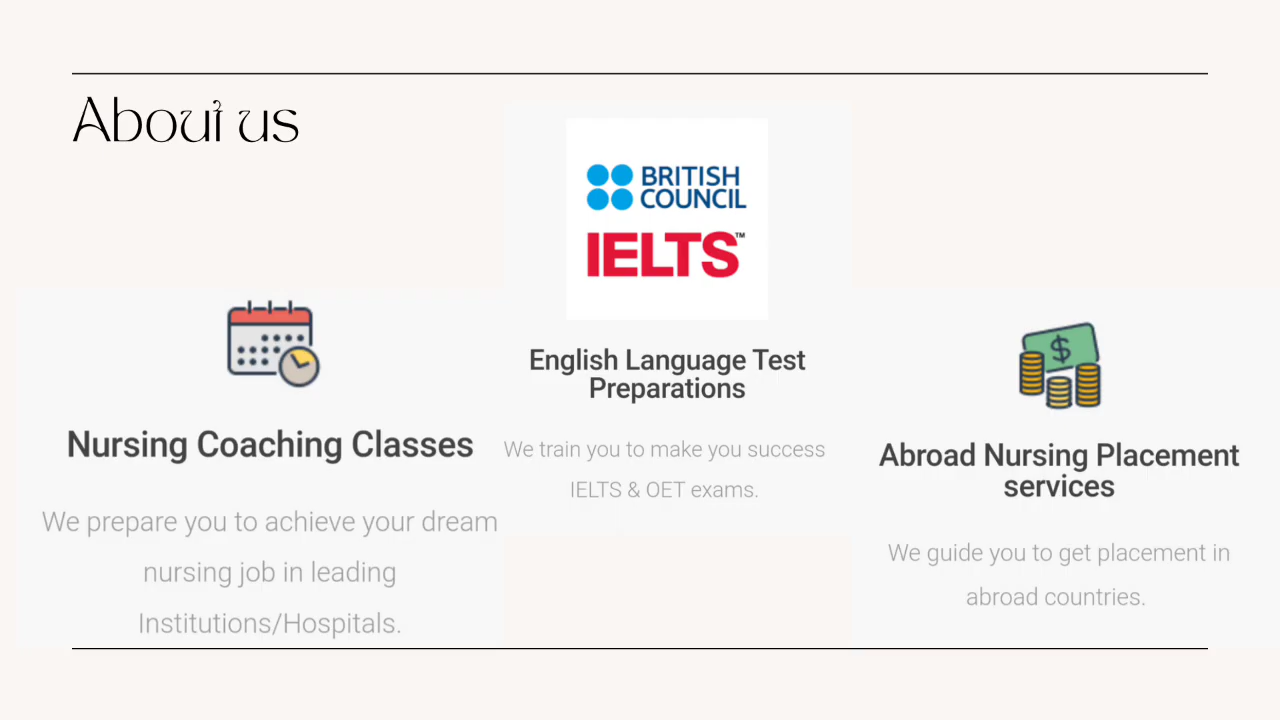 About us
Nursing Coaching Classes
We prepare you to achieve your dream
nursing job in leading
Institutions/Hospitals.
BRITISH
COUNCIL
IELTS™
English Language Test
Preparations
We train you to make you success
IELTS & OET exams.
$
Abroad Nursing Placement
services
We guide you to get placement in
abroad countries.